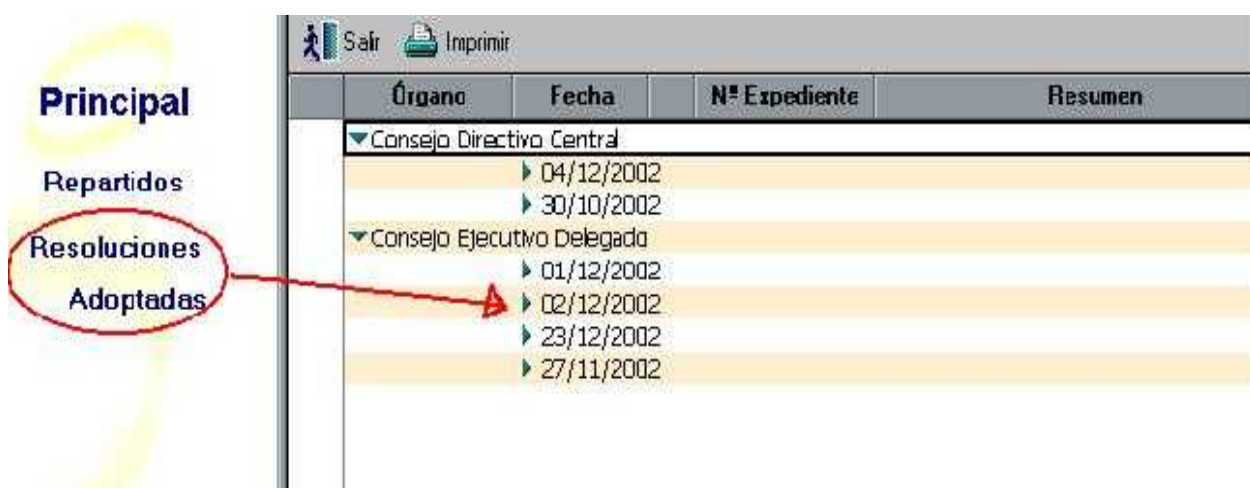 Salir Imprimir
Principal
Órgano Fecha Nº Expediente Resumen
Consejo Directivo Central
04/12/2002
Repartidos
30/10/2002
Consejo Ejecutivo Delegado
Resoluciones
Adoptadas
01/12/2002
02/12/2002
23/12/2002
27/11/2002